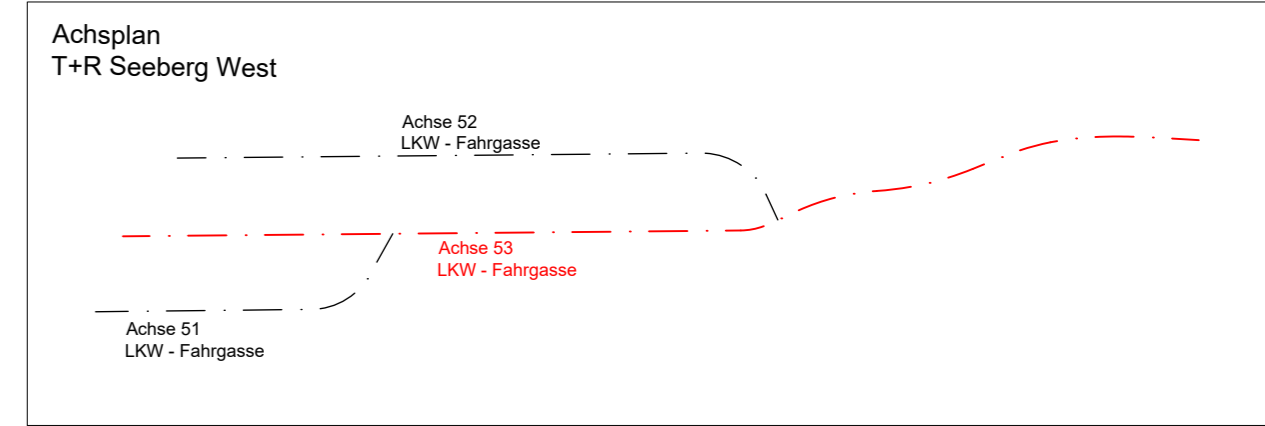 Achsplan
T+R Seeberg West
Achse 52
LKW - Fahrgasse
Achse 53
LKW - Fahrgasse
Achse 51
LKW - Fahrgasse